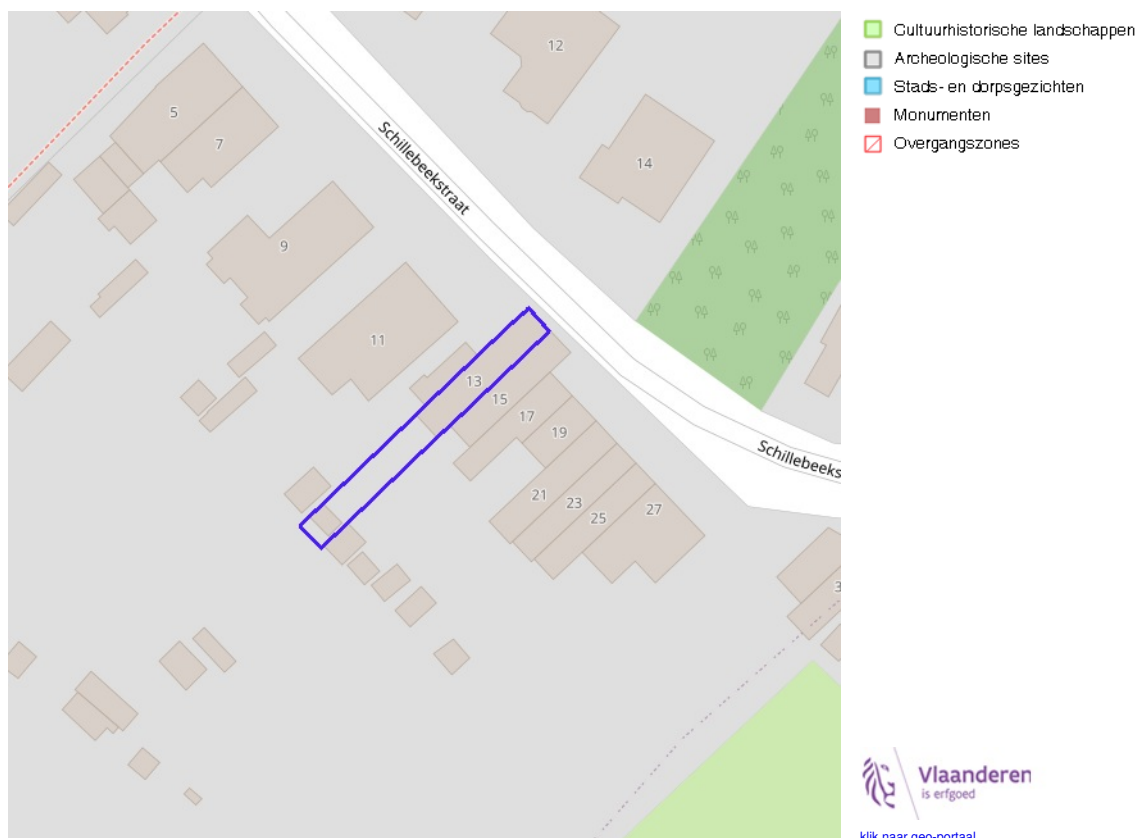 12
Cultuurhistorische landschappen
Archeologische sites
Stads- en dorpsgezichten
Monumenten
Overgangszones
5
7
Schillebeekstraat
14
9
11
13
15
17
19
Schillebeeks
21
23
25
27
3
Vlaanderen
is erfgoed
klik naar geo-portaal